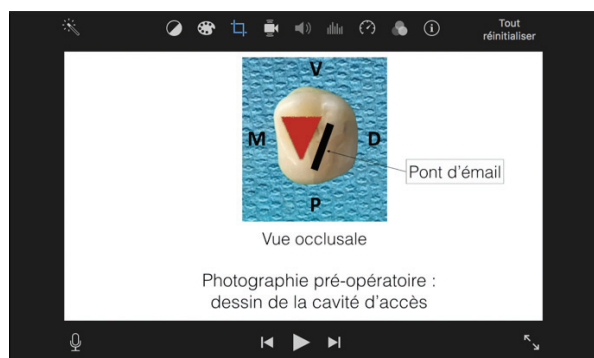 Tout
réinitialiser
V
M
D
Pont d'émail
P
Vue occlusale
Photographie pré-opératoire :
dessin de la cavité d'accès